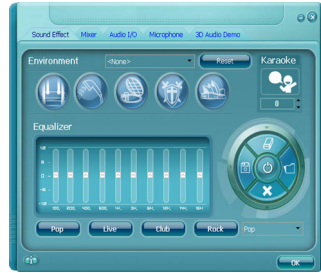 Sound Effect Mixer Audio I/O Microphone 3D Audio Demo
Environment <None> Reset Karaoke
0
Equalizer
Pop Live Club Rock Pop
OK